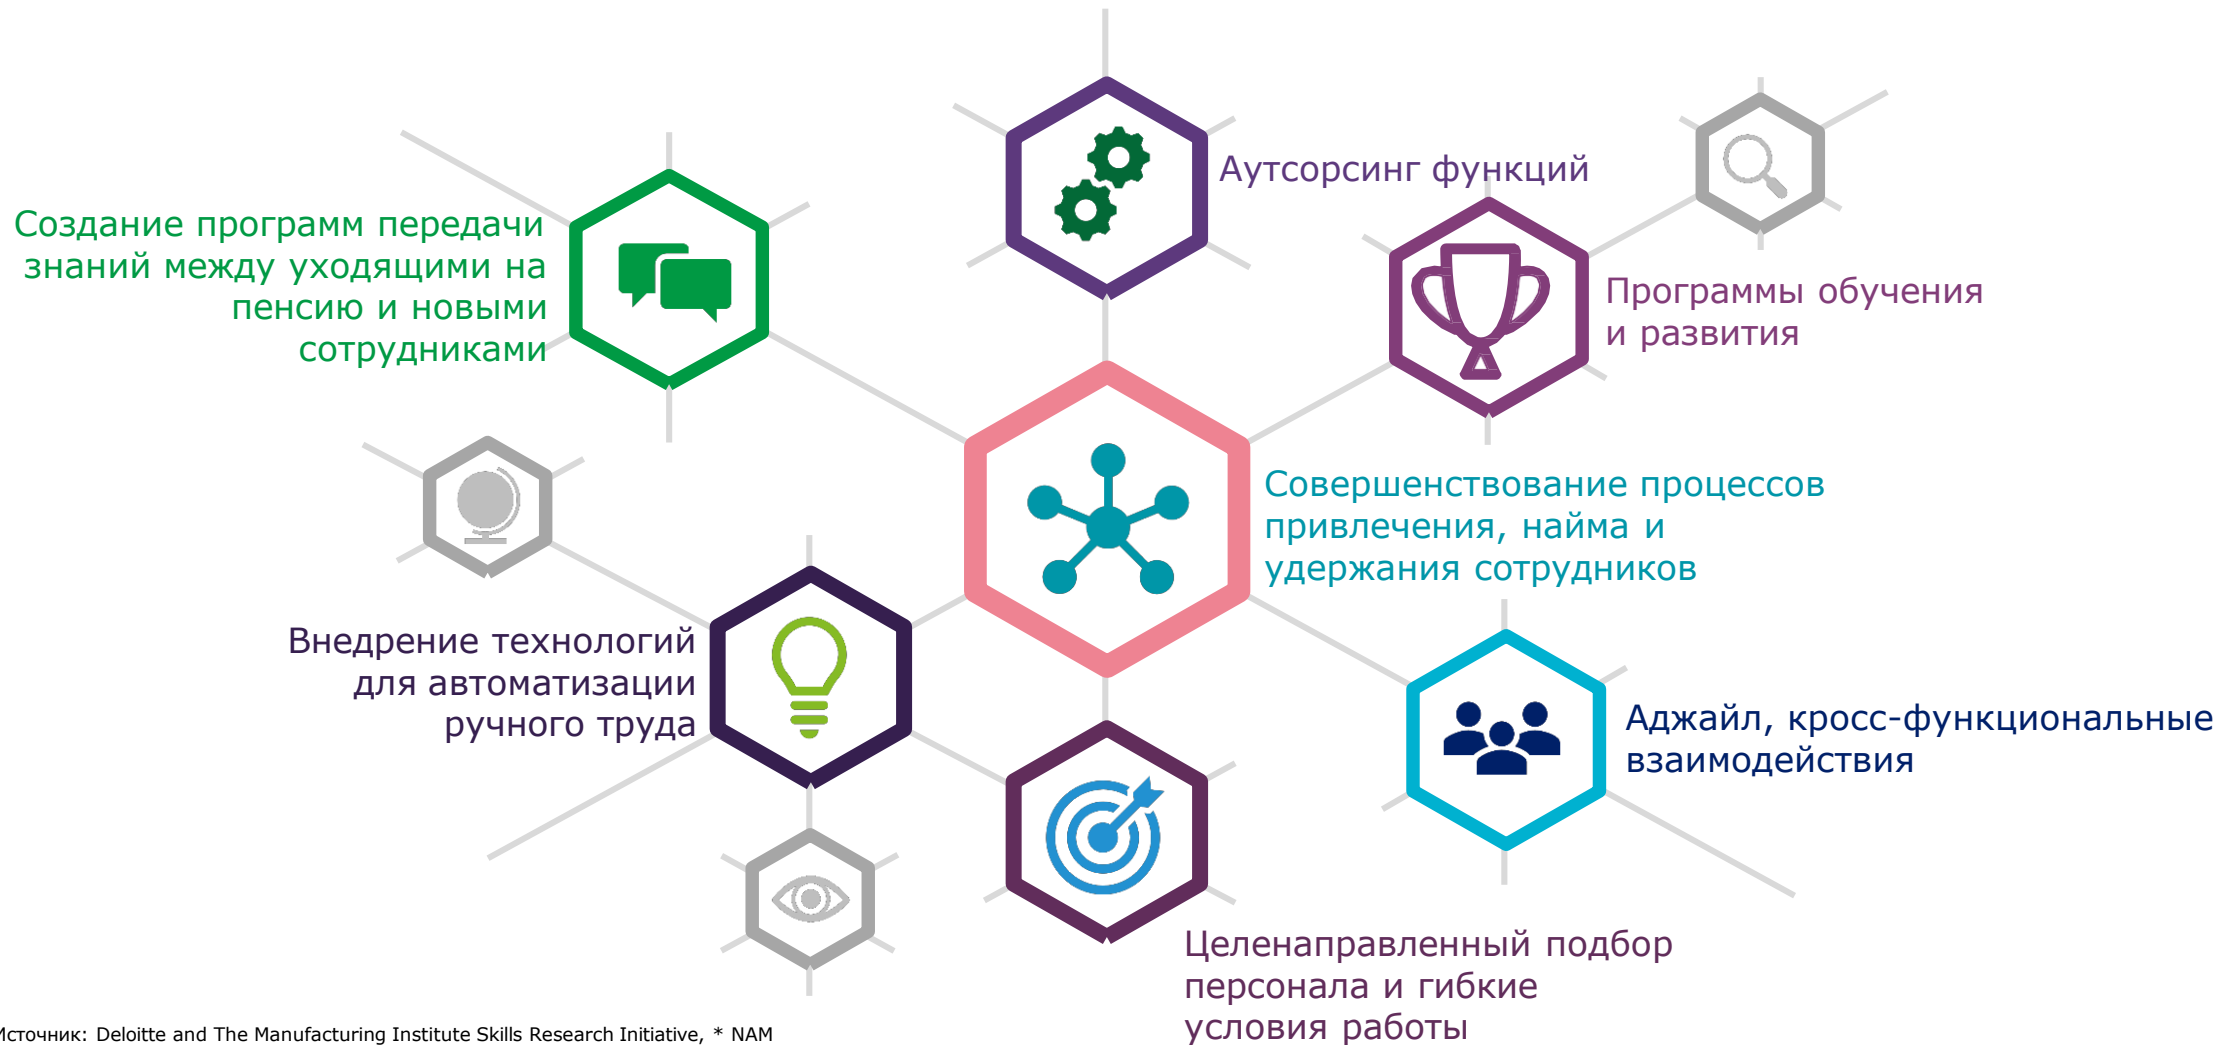 Аутсорсинг функций
Создание программ передачи
знаний между уходящими на
пенсию и новыми
сотрудниками
Программы обучения
и развития
Совершенствование процессов
привлечения, найма и
удержания сотрудников
Внедрение технологий
для автоматизации
ручного труда
Аджайл, кросс-функциональные
взаимодействия
Целенаправленный подбор
персонала и гибкие
условия работы
Источник: Deloitte and The Manufacturing Institute Skills Research Initiative, * NAM